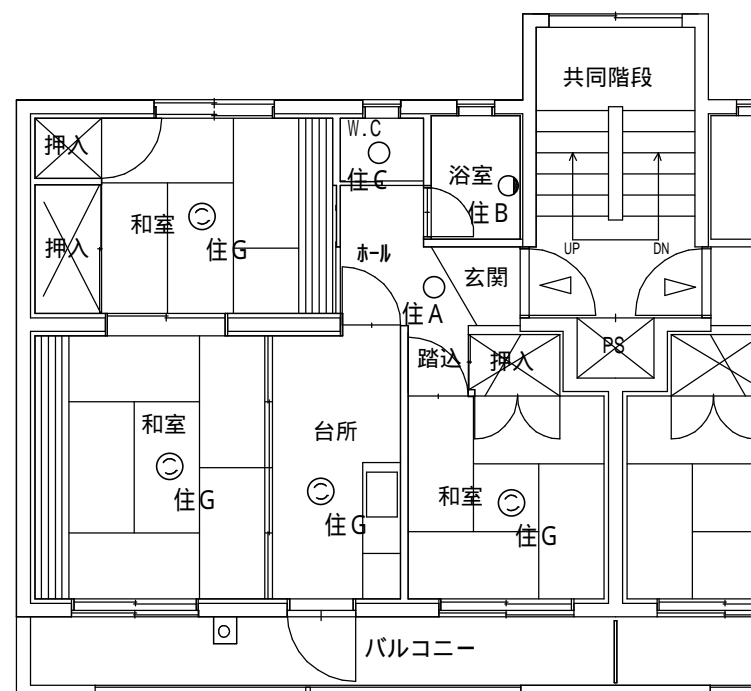 共同階段
W.C
押入
浴室
住C
住B
和室
押入
住G
ホール
UP
DN
玄関
住A
PS
踏込
押入
和室
台所
住G
和室
住G
住G
バルコニー